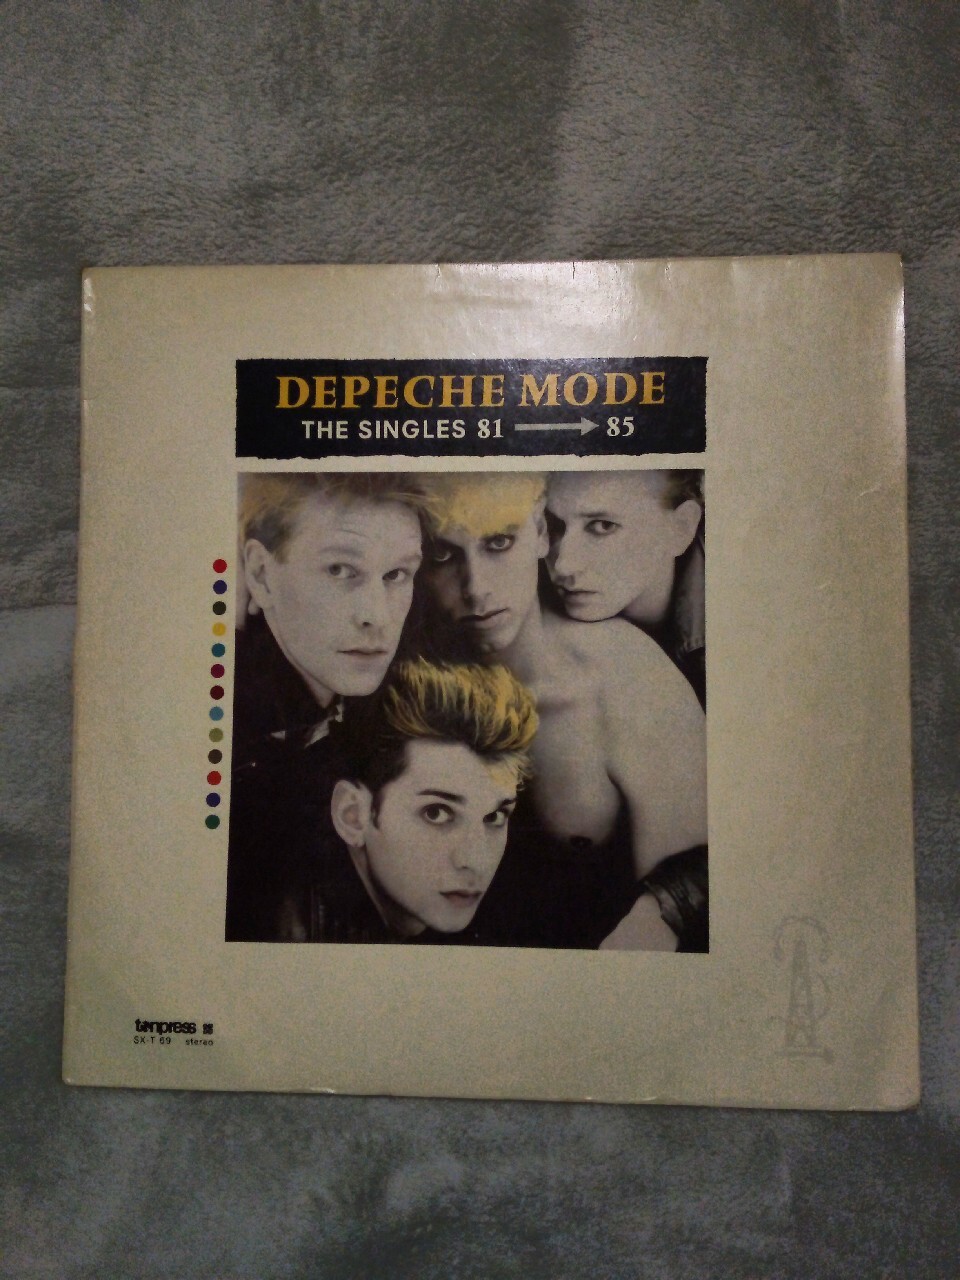 DEPECHE MODE
THE SINGLES 81 → 85
tonpress
SX-T 69 stereo